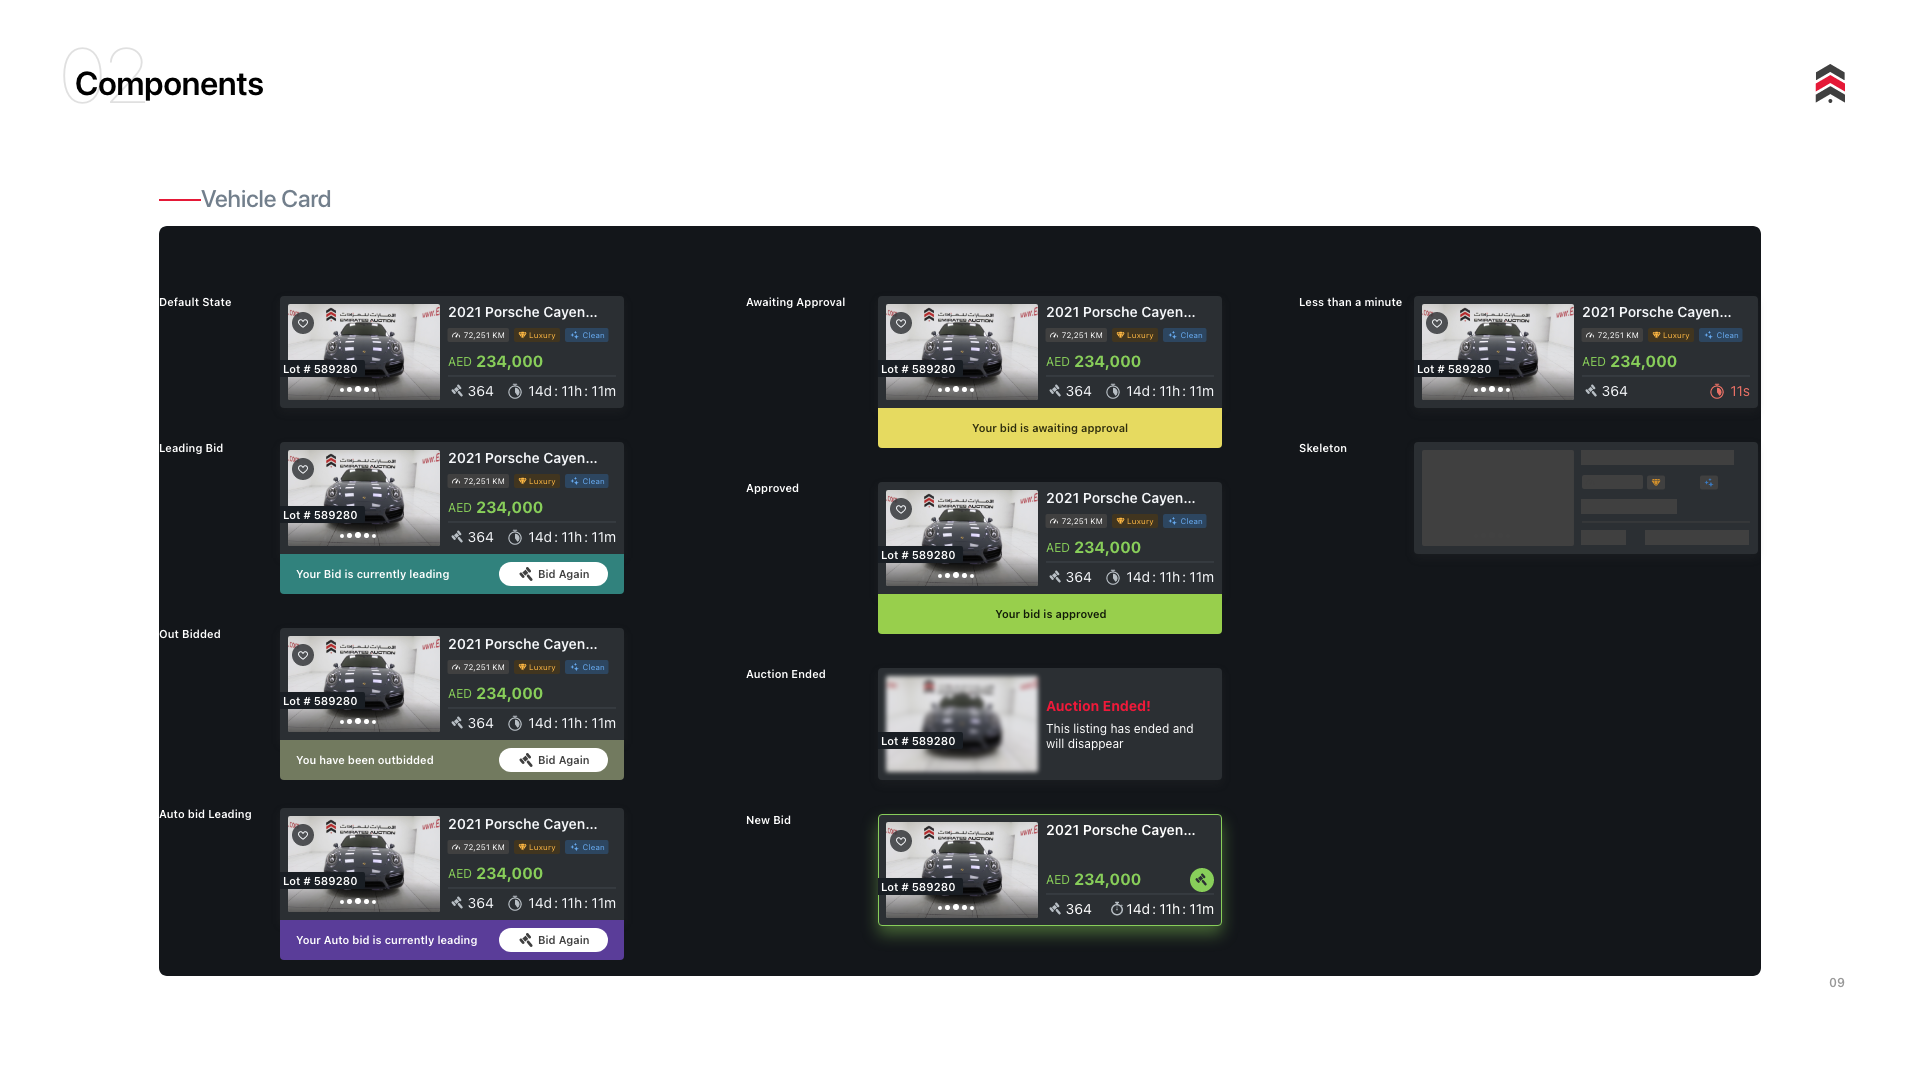 02
Components
Vehicle Card
Default State
2021 Porsche Cayen...
72,251 KM
Luxury
Clean
AED 234,000
Lot # 589280
364
14d : 11h : 11m
Leading Bid
2021 Porsche Cayen...
72,251 KM
Luxury
Clean
AED 234,000
Lot # 589280
364
14d : 11h : 11m
Your Bid is currently leading
Bid Again
Out Bidded
2021 Porsche Cayen...
72,251 KM
Luxury
Clean
AED 234,000
Lot # 589280
364
14d : 11h : 11m
You have been outbidded
Bid Again
Auto bid Leading
2021 Porsche Cayen...
72,251 KM
Luxury
Clean
AED 234,000
Lot # 589280
364
14d : 11h : 11m
Your Auto bid is currently leading
Bid Again
Awaiting Approval
2021 Porsche Cayen...
72,251 KM
Luxury
Clean
AED 234,000
Lot # 589280
364
14d : 11h : 11m
Your bid is awaiting approval
Approved
2021 Porsche Cayen...
72,251 KM
Luxury
Clean
AED 234,000
Lot # 589280
364
14d : 11h : 11m
Your bid is approved
Auction Ended
Auction Ended!
This listing has ended and
will disappear
Lot # 589280
New Bid
2021 Porsche Cayen...
AED 234,000
Lot # 589280
364
14d : 11h : 11m
Less than a minute
2021 Porsche Cayen...
72,251 KM
Luxury
Clean
AED 234,000
Lot # 589280
364
11s
Skeleton
09